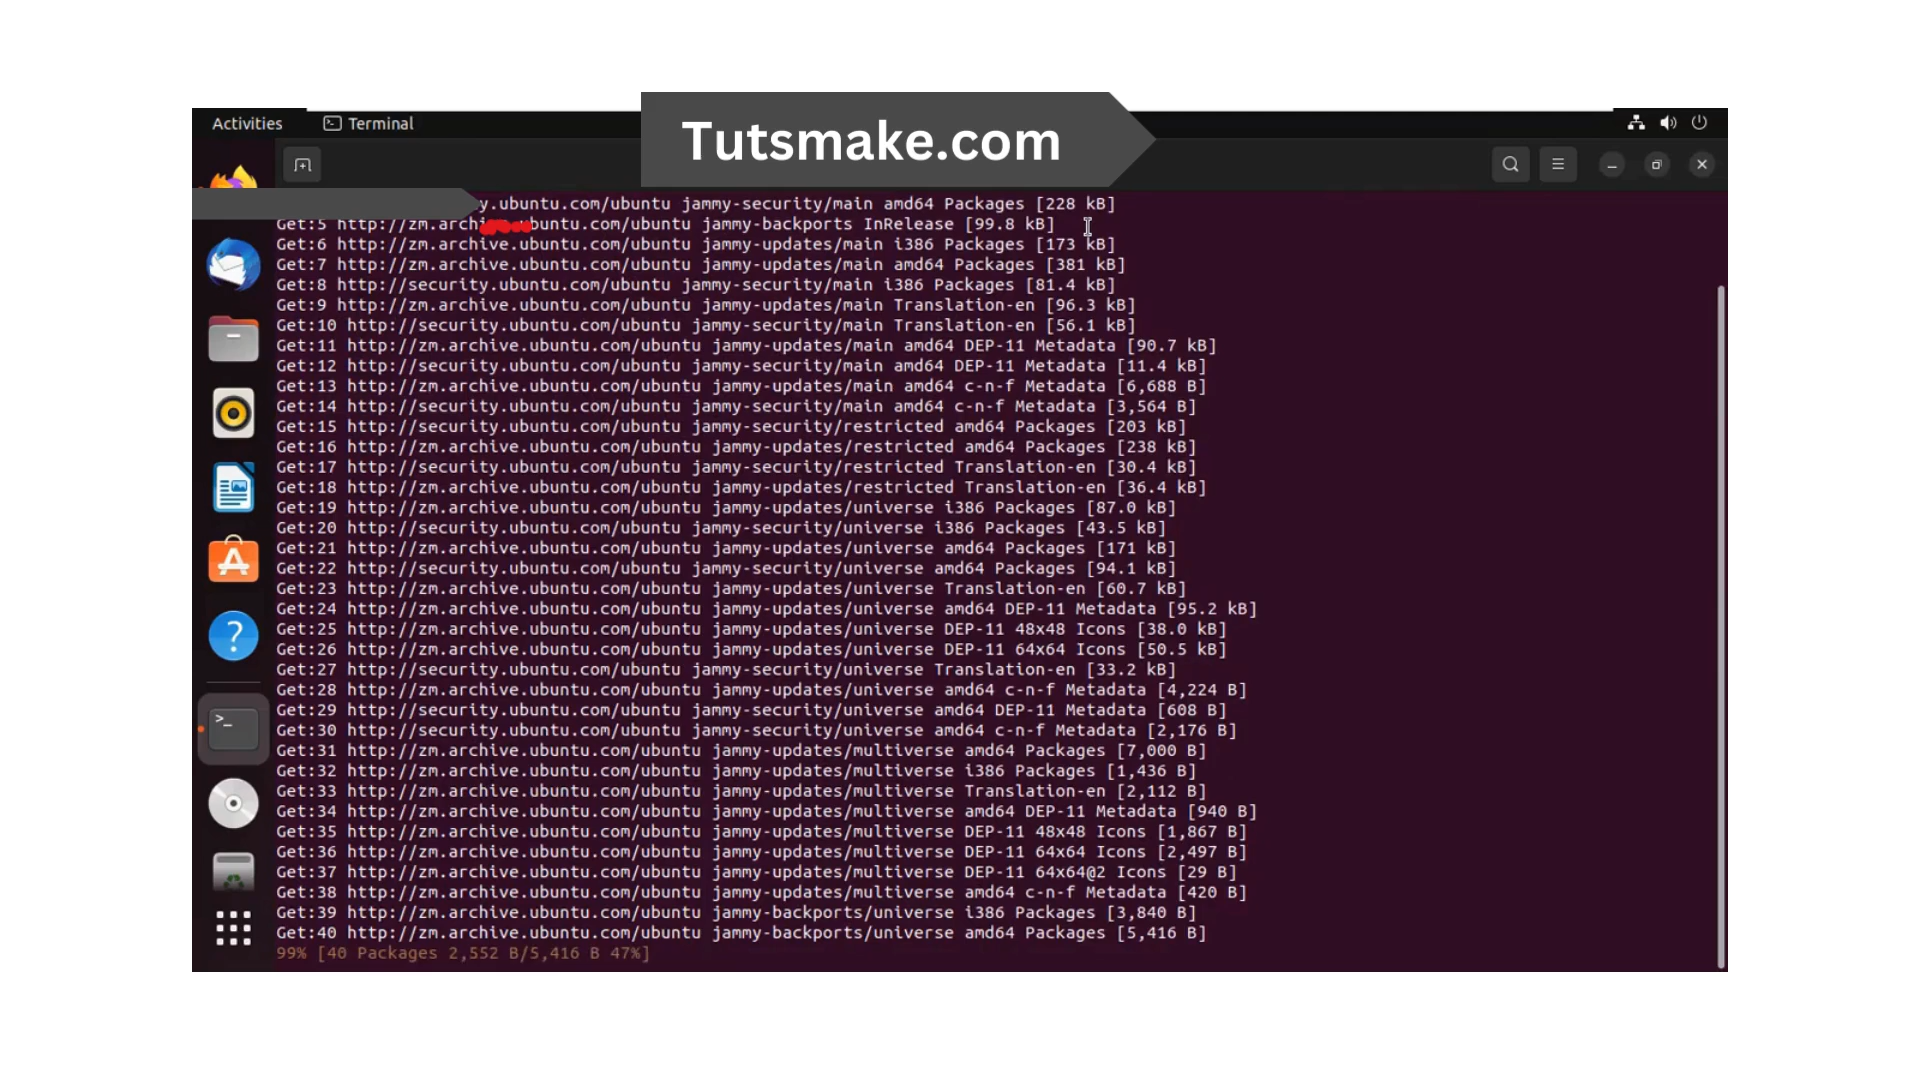 Tutsmake.com
Activities Terminal
y.ubuntu.com/ubuntu jammy-security/main amd64 Packages [228 kB]
Get:5 http://zm.archi buntu.com/ubuntu jammy-backports InRelease [99.8 kB]
Get:6 http://zm.archive.ubuntu.com/ubuntu jammy-updates/main i386 Packages [173 kB]
Get:7 http://zm.archive.ubuntu.com/ubuntu jammy-updates/main amd64 Packages [381 kB]
Get:8 http://security.ubuntu.com/ubuntu jammy-security/main i386 Packages [81.4 kB]
Get:9 http://zm.archive.ubuntu.com/ubuntu jammy-updates/main Translation-en [96.3 kB]
Get:10 http://security.ubuntu.com/ubuntu jammy-security/main Translation-en [56.1 kB]
Get:11 http://zm.archive.ubuntu.com/ubuntu jammy-updates/main amd64 DEP-11 Metadata [90.7 kB]
Get:12 http://security.ubuntu.com/ubuntu jammy-security/main amd64 DEP-11 Metadata [11.4 kB]
Get:13 http://zm.archive.ubuntu.com/ubuntu jammy-updates/main amd64 c-n-f Metadata [6,688 B]
Get:14 http://security.ubuntu.com/ubuntu jammy-security/main amd64 c-n-f Metadata [3,564 B]
Get:15 http://security.ubuntu.com/ubuntu jammy-security/restricted amd64 Packages [203 kB]
Get:16 http://zm.archive.ubuntu.com/ubuntu jammy-updates/restricted amd64 Packages [238 kB]
Get:17 http://security.ubuntu.com/ubuntu jammy-security/restricted Translation-en [30.4 kB]
Get:18 http://zm.archive.ubuntu.com/ubuntu jammy-updates/restricted Translation-en [36.4 kB]
Get:19 http://zm.archive.ubuntu.com/ubuntu jammy-updates/universe i386 Packages [87.0 kB]
Get:20 http://security.ubuntu.com/ubuntu jammy-security/universe i386 Packages [43.5 kB]
Get:21 http://zm.archive.ubuntu.com/ubuntu jammy-updates/universe amd64 Packages [171 kB]
Get:22 http://security.ubuntu.com/ubuntu jammy-security/universe amd64 Packages [94.1 kB]
Get:23 http://zm.archive.ubuntu.com/ubuntu jammy-updates/universe Translation-en [60.7 kB]
Get:24 http://zm.archive.ubuntu.com/ubuntu jammy-updates/universe amd64 DEP-11 Metadata [95.2 kB]
Get:25 http://zm.archive.ubuntu.com/ubuntu jammy-updates/universe DEP-11 48x48 Icons [38.0 kB]
Get:26 http://zm.archive.ubuntu.com/ubuntu jammy-updates/universe DEP-11 64x64 Icons [50.5 kB]
Get:27 http://security.ubuntu.com/ubuntu jammy-security/universe Translation-en [33.2 kB]
Get:28 http://zm.archive.ubuntu.com/ubuntu jammy-updates/universe amd64 c-n-f Metadata [4,224 B]
Get:29 http://security.ubuntu.com/ubuntu jammy-security/universe amd64 DEP-11 Metadata [608 B]
Get:30 http://security.ubuntu.com/ubuntu jammy-security/universe amd64 c-n-f Metadata [2,176 B]
Get:31 http://zm.archive.ubuntu.com/ubuntu jammy-updates/multiverse amd64 Packages [7,000 B]
Get:32 http://zm.archive.ubuntu.com/ubuntu jammy-updates/multiverse i386 Packages [1,436 B]
Get:33 http://zm.archive.ubuntu.com/ubuntu jammy-updates/multiverse Translation-en [2,112 B]
Get:34 http://zm.archive.ubuntu.com/ubuntu jammy-updates/multiverse amd64 DEP-11 Metadata [940 B]
Get:35 http://zm.archive.ubuntu.com/ubuntu jammy-updates/multiverse DEP-11 48x48 Icons [1,867 B]
Get:36 http://zm.archive.ubuntu.com/ubuntu jammy-updates/multiverse DEP-11 64x64 Icons [2,497 B]
Get:37 http://zm.archive.ubuntu.com/ubuntu jammy-updates/multiverse DEP-11 64x64@2 Icons [29 B]
Get:38 http://zm.archive.ubuntu.com/ubuntu jammy-updates/multiverse amd64 c-n-f Metadata [420 B]
Get:39 http://zm.archive.ubuntu.com/ubuntu jammy-backports/universe i386 Packages [3,840 B]
Get:40 http://zm.archive.ubuntu.com/ubuntu jammy-backports/universe amd64 Packages [5,416 B]
99% [40 Packages 2,552 B/5,416 B 47%]